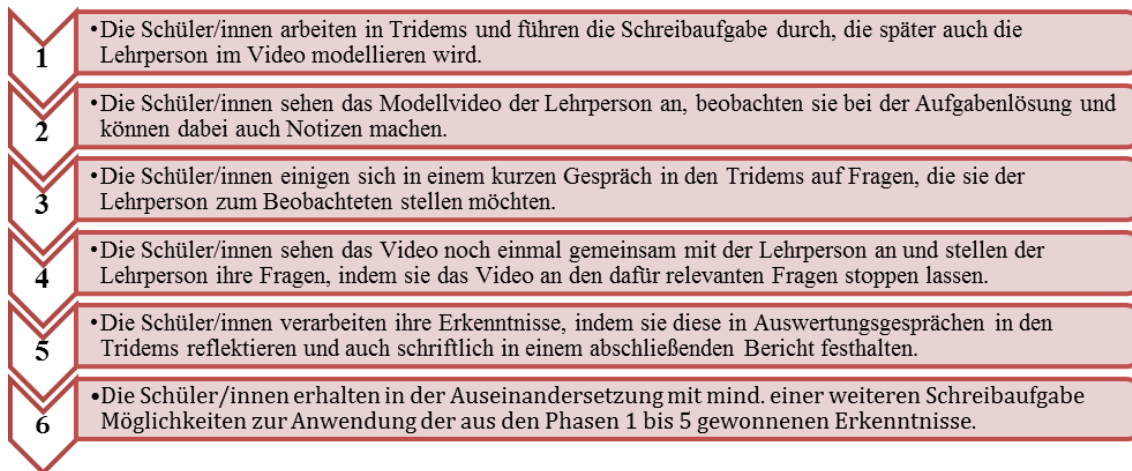 1
•Die Schüler/innen arbeiten in Tridems und führen die Schreibaufgabe durch, die später auch die
Lehrperson im Video modellieren wird.
2
•Die Schüler/innen sehen das Modellvideo der Lehrperson an, beobachten sie bei der Aufgabenlösung und
können dabei auch Notizen machen.
3
•Die Schüler/innen einigen sich in einem kurzen Gespräch in den Tridems auf Fragen, die sie der
Lehrperson zum Beobachteten stellen möchten.
4
•Die Schüler/innen sehen das Video noch einmal gemeinsam mit der Lehrperson an und stellen der
Lehrperson ihre Fragen, indem sie das Video an den dafür relevanten Fragen stoppen lassen.
5
•Die Schüler/innen verarbeiten ihre Erkenntnisse, indem sie diese in Auswertungsgesprächen in den
Tridems reflektieren und auch schriftlich in einem abschließenden Bericht festhalten.
6
•Die Schüler/innen erhalten in der Auseinandersetzung mit mind. einer weiteren Schreibaufgabe
Möglichkeiten zur Anwendung der aus den Phasen 1 bis 5 gewonnenen Erkenntnisse.